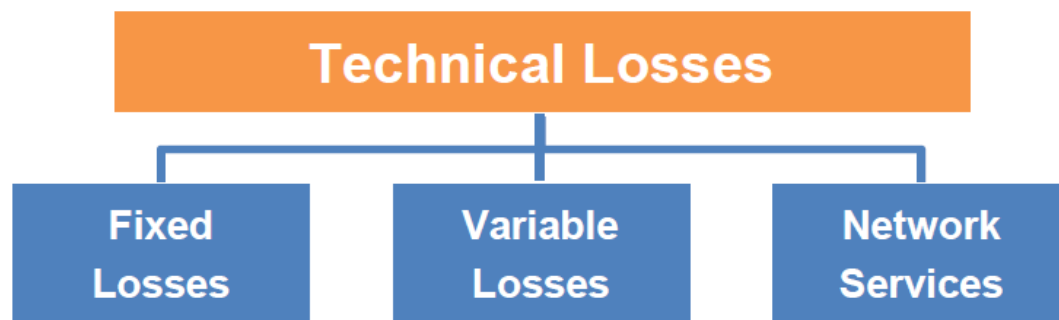 Technical Losses
Fixed
Losses
Variable
Losses
Network
Services